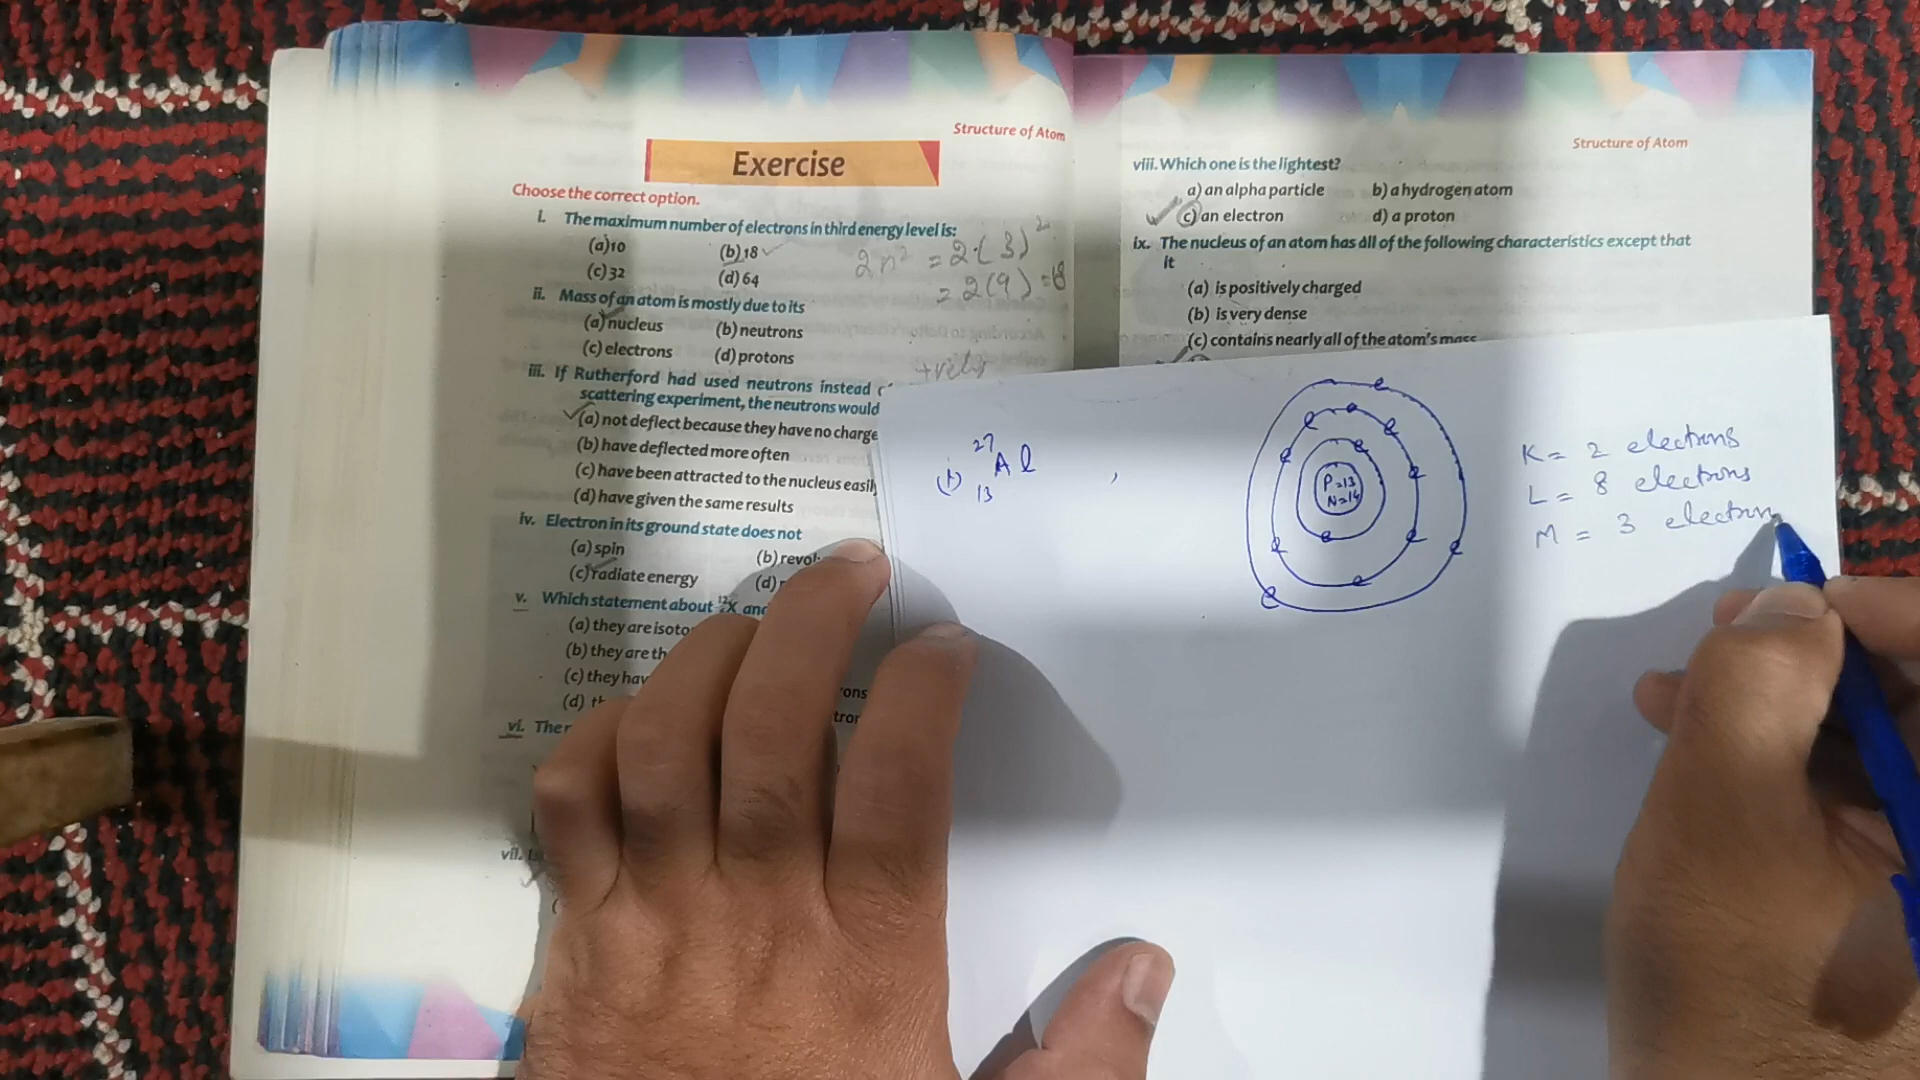 Structure of Atom
Exercise
Choose the correct option.
i. The maximum number of electrons in third energy level is:
(a) 10 (b) 18
(c) 32 (d) 64
2n² = 2·(3)²
= 2(9) = 18
ii. Mass of an atom is mostly due to its
(a) nucleus (b) neutrons
(c) electrons (d) protons
+vely
iii. If Rutherford had used neutrons instead
scattering experiment, the neutrons would
(a) not deflect because they have no charge
(b) have deflected more often
(c) have been attracted to the nucleus easily
(d) have given the same results
iv. Electron in its ground state does not
(a) spin (b)
(c) radiate energy (d)
v. Which statement about X and
(a) they are
(b) they are
(c) they
(d)
vi.
vii.
Structure of Atom
viii. Which one is the lightest?
a) an alpha particle b) a hydrogen atom
c) an electron d) a proton
ix. The nucleus of an atom has all of the following characteristics except that
it
(a) is positively charged
(b) is very dense
(c) contains nearly all of the atom's mass
(i) 27 Al 13 ,
e e e e e e e e e e e e e
P=13
N=14
K = 2 electrons
L = 8 electrons
M = 3 electron